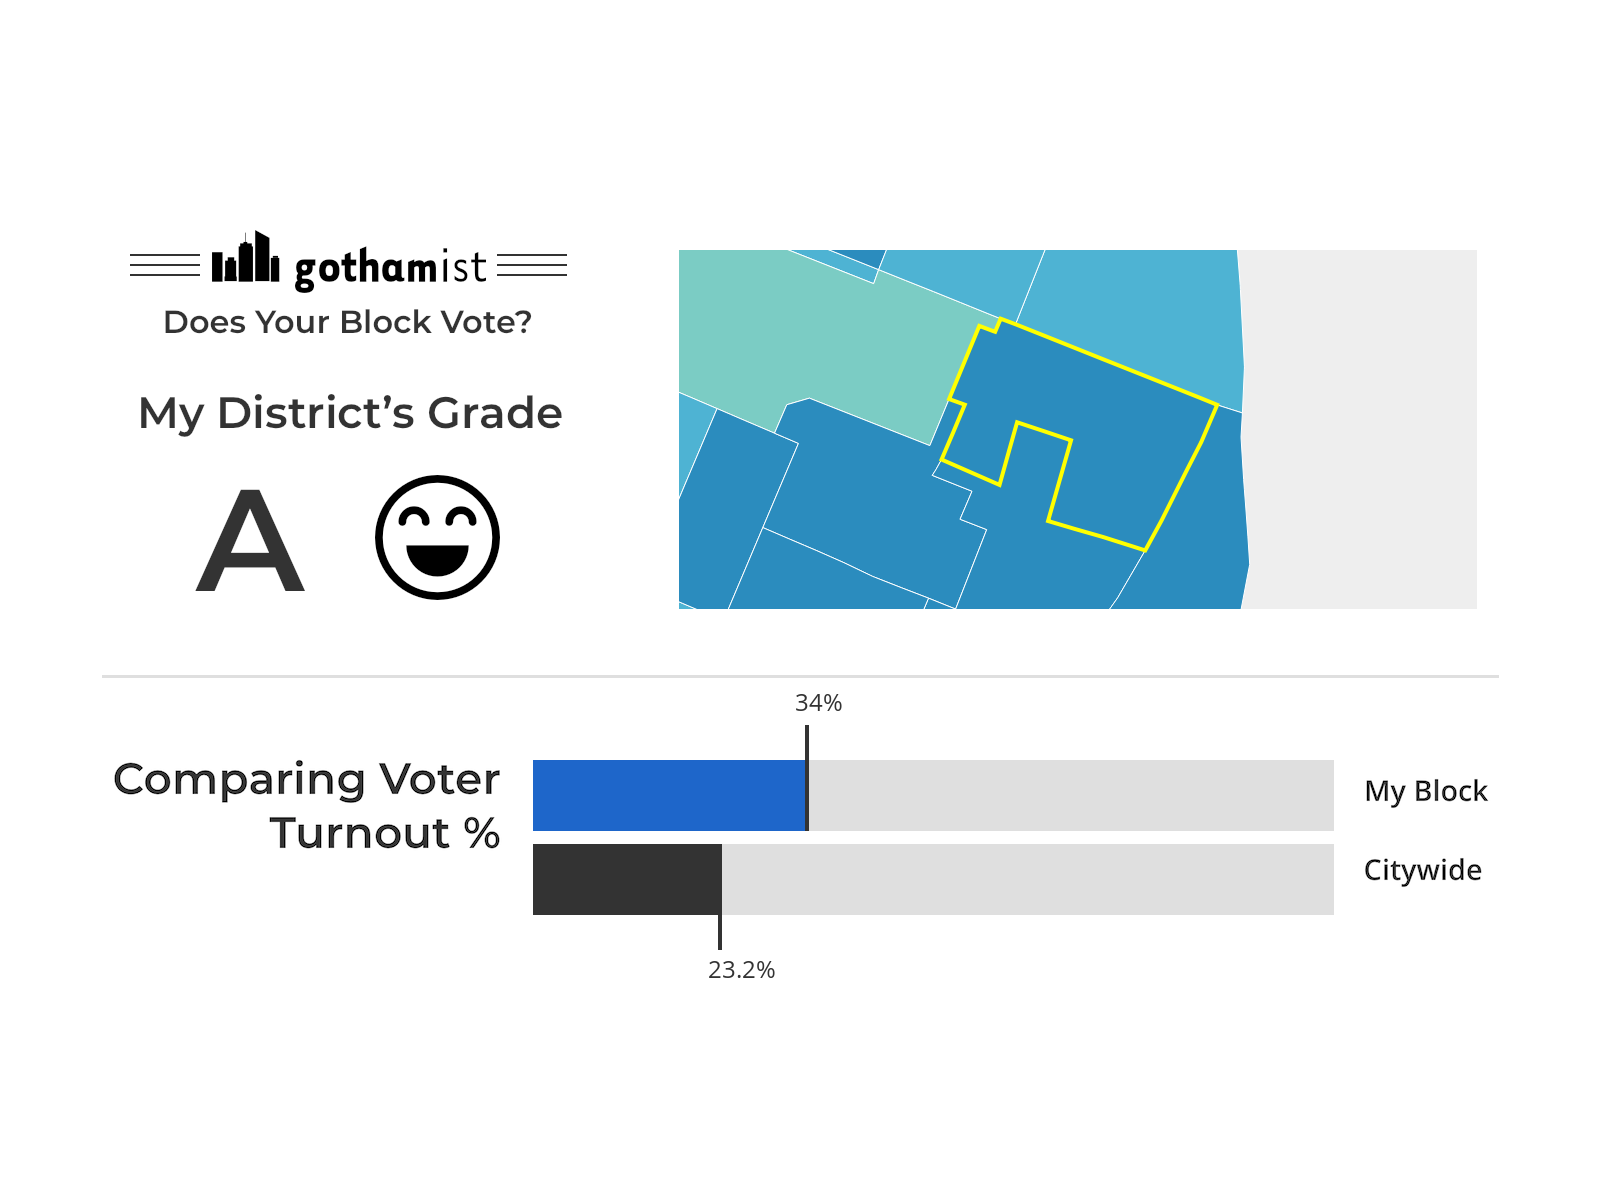 gothamist
Does Your Block Vote?
My District’s Grade
A
34%
Comparing Voter
Turnout %
My Block
Citywide
23.2%